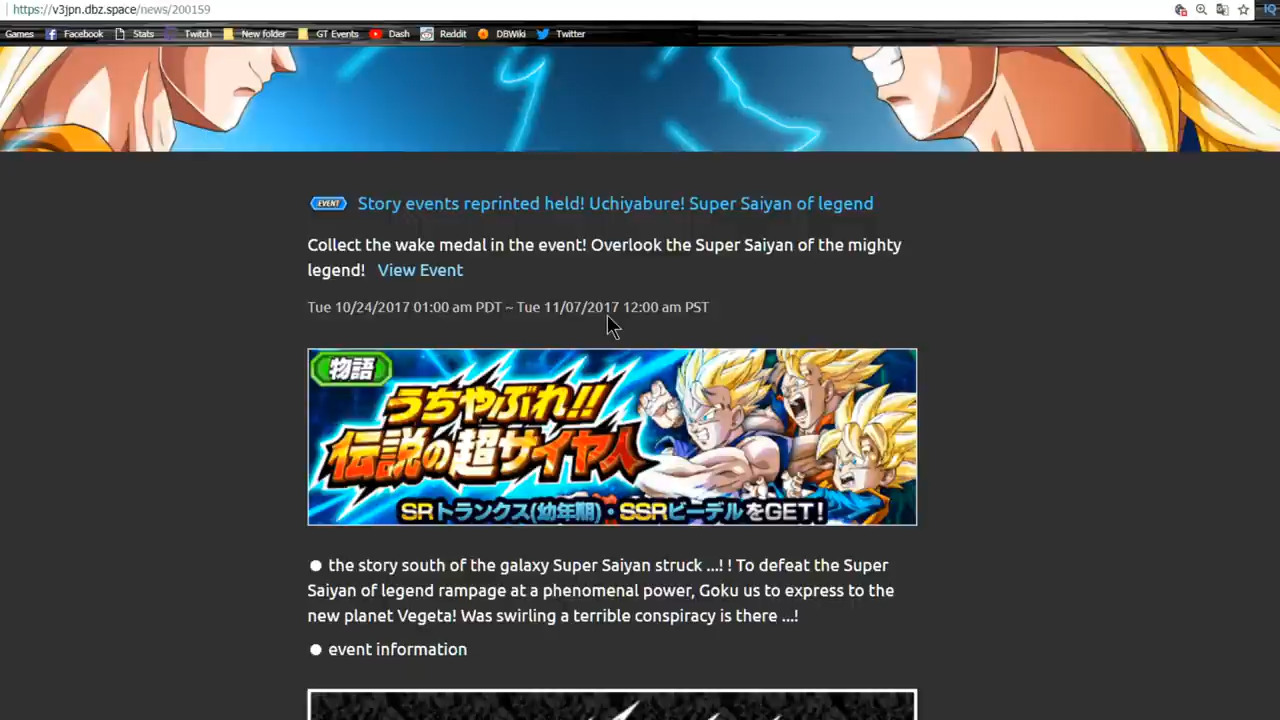 https://v3jpn.dbz.space/news/200159
Games Facebook Stats Twitch New folder GT Events Dash Reddit DBWiki Twitter
EVENT Story events reprinted held! Uchiyabure! Super Saiyan of legend
Collect the wake medal in the event! Overlook the Super Saiyan of the mighty
legend! View Event
Tue 10/24/2017 01:00 am PDT ~ Tue 11/07/2017 12:00 am PST
物語
うちやぶれ!!
伝説の超サイヤ人
SRトランクス(幼年期)・SSRビーデルをGET!
● the story south of the galaxy Super Saiyan struck ...! ! To defeat the Super
Saiyan of legend rampage at a phenomenal power, Goku us to express to the
new planet Vegeta! Was swirling a terrible conspiracy is there ...!
● event information